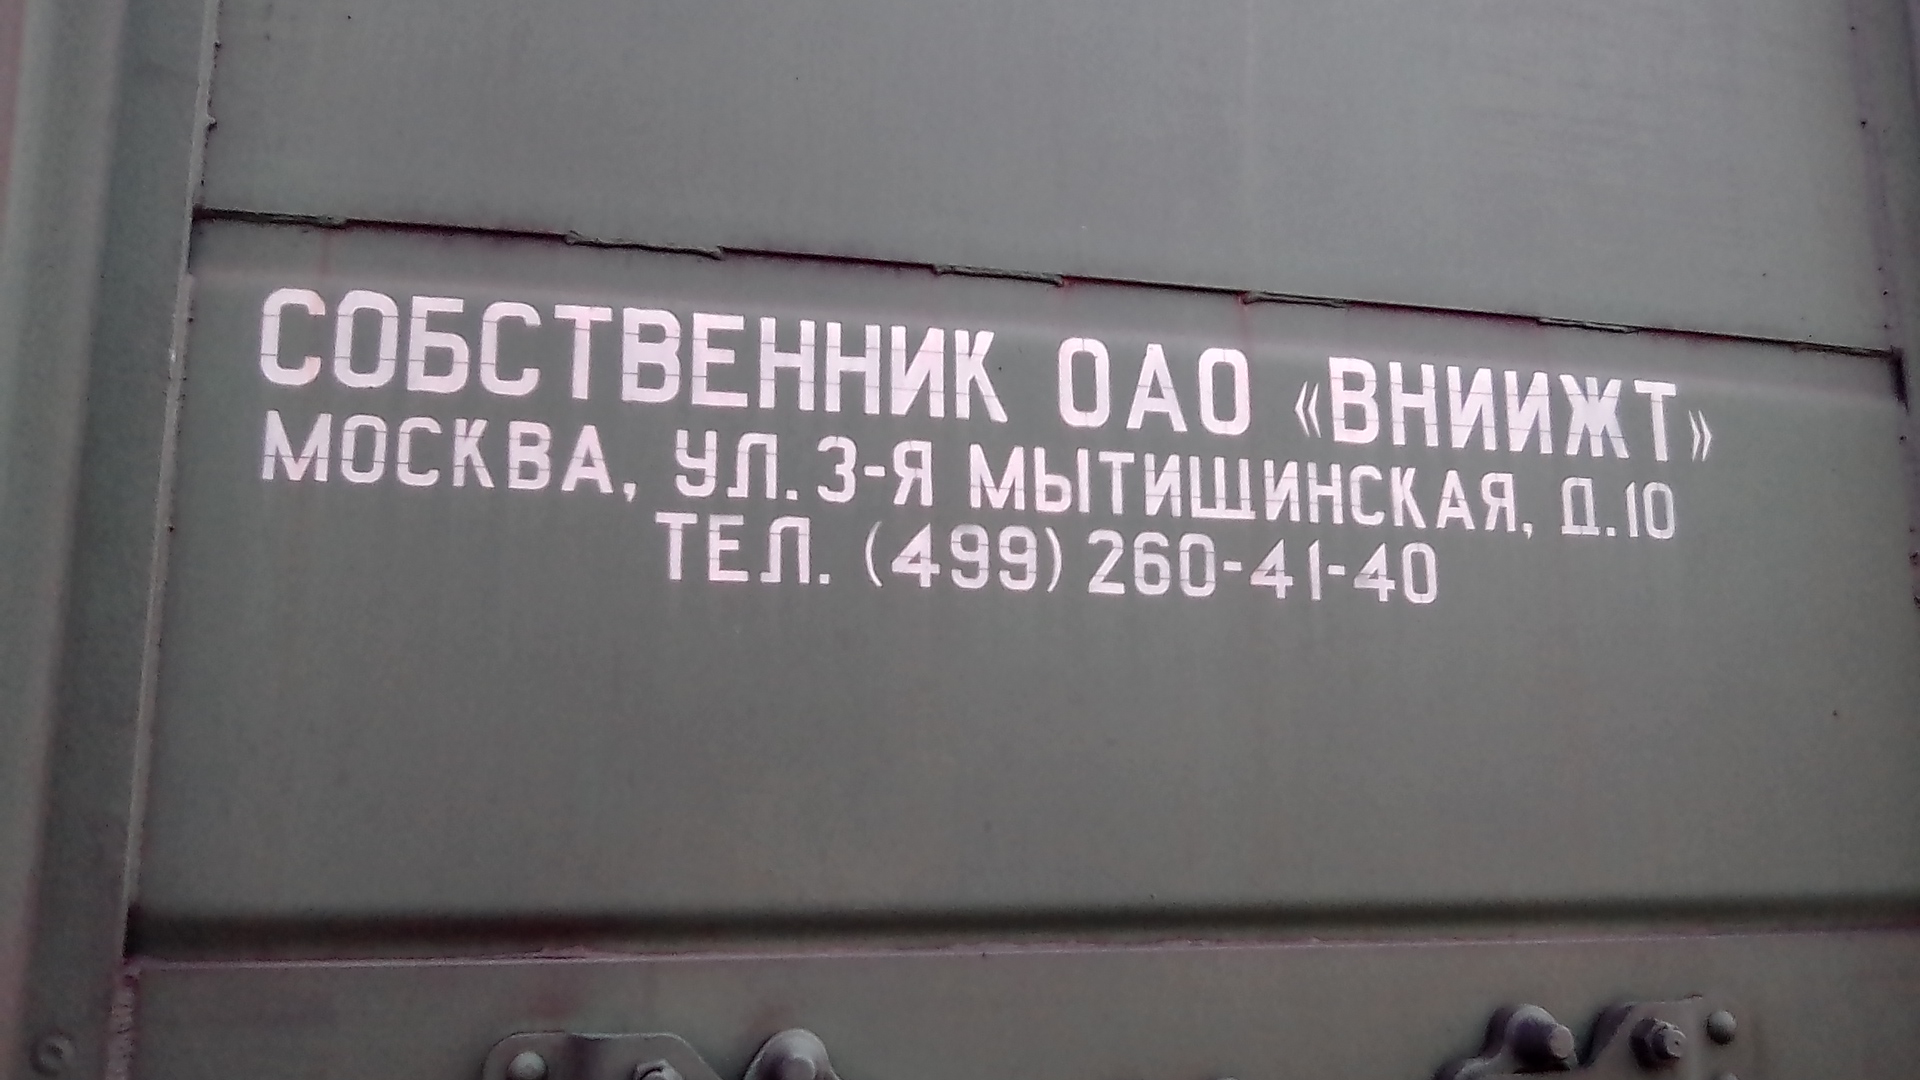 СОБСТВЕННИК ОАО «ВНИИЖТ»
МОСКВА, УЛ. 3-Я МЫТИЩИНСКАЯ, Д.10
ТЕЛ. (499) 260-41-40